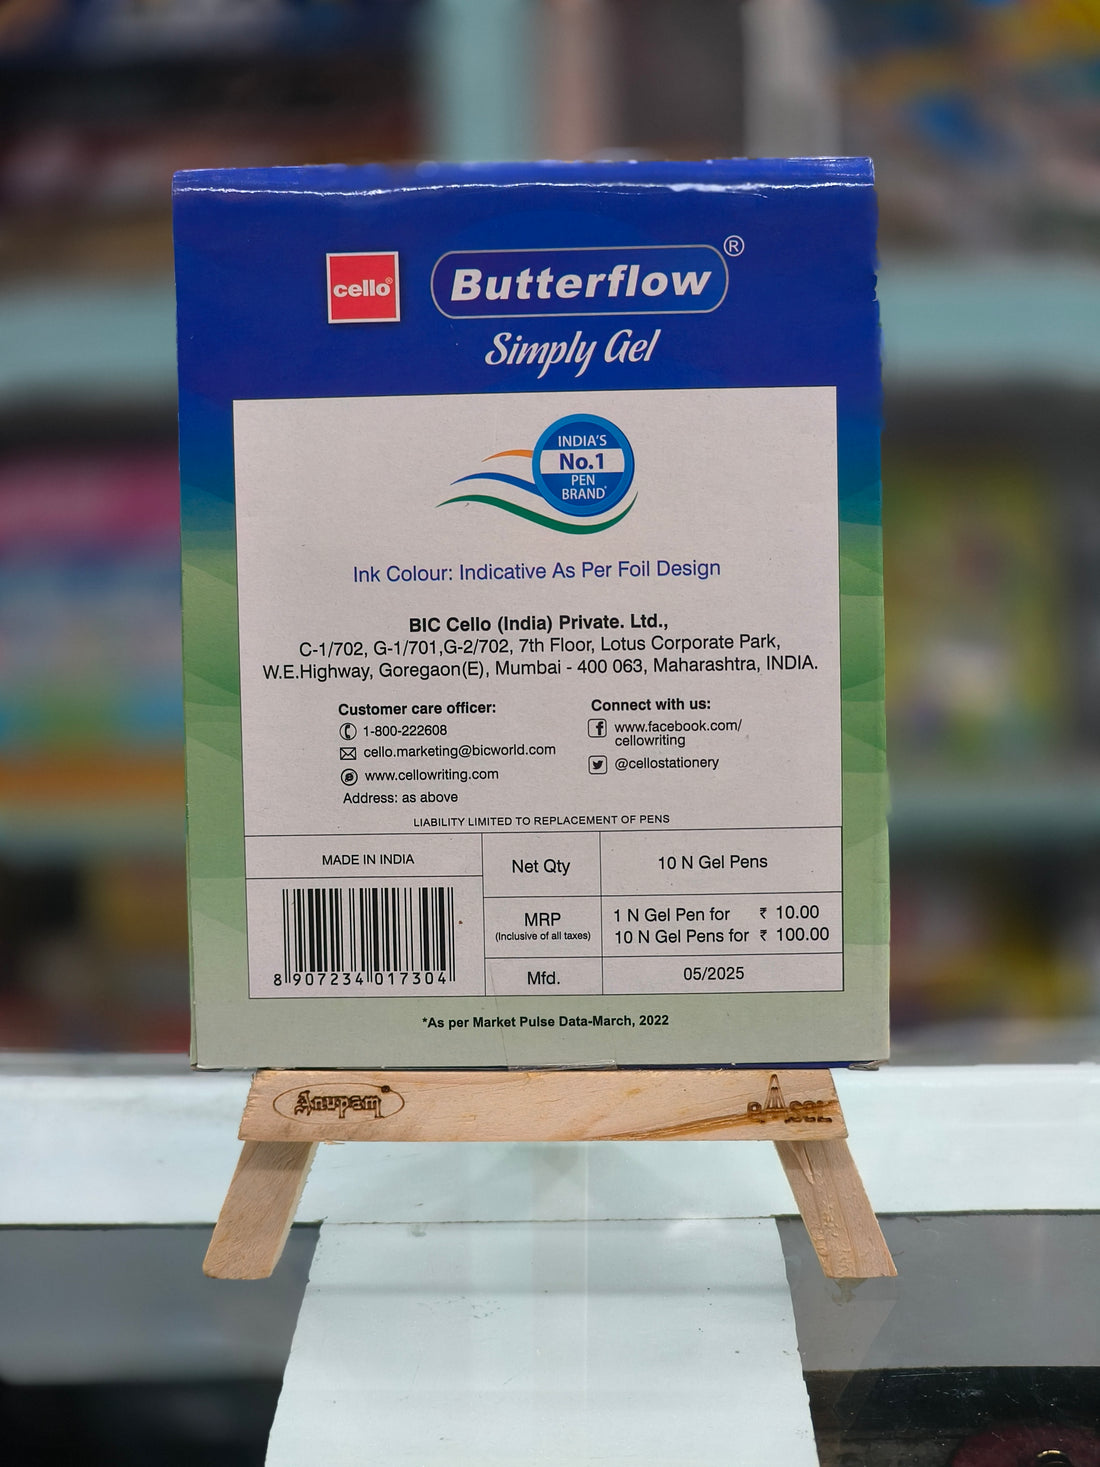 cello®
Butterflow®
Simply Gel
INDIA'S
No.1
PEN
BRAND*
Ink Colour: Indicative As Per Foil Design
BIC Cello (India) Private. Ltd.,
C-1/702, G-1/701,G-2/702, 7th Floor, Lotus Corporate Park,
W.E.Highway, Goregaon(E), Mumbai - 400 063, Maharashtra, INDIA.
Customer care officer:
1-800-222608
cello.marketing@bicworld.com
www.cellowriting.com
Address: as above
Connect with us:
www.facebook.com/
cellowriting
@cellostationery
LIABILITY LIMITED TO REPLACEMENT OF PENS
MADE IN INDIA
8 907234 017304
Net Qty 10 N Gel Pens
MRP
(Inclusive of all taxes)
1 N Gel Pen for ₹ 10.00
10 N Gel Pens for ₹ 100.00
Mfd. 05/2025
*As per Market Pulse Data-March, 2022
Anupam